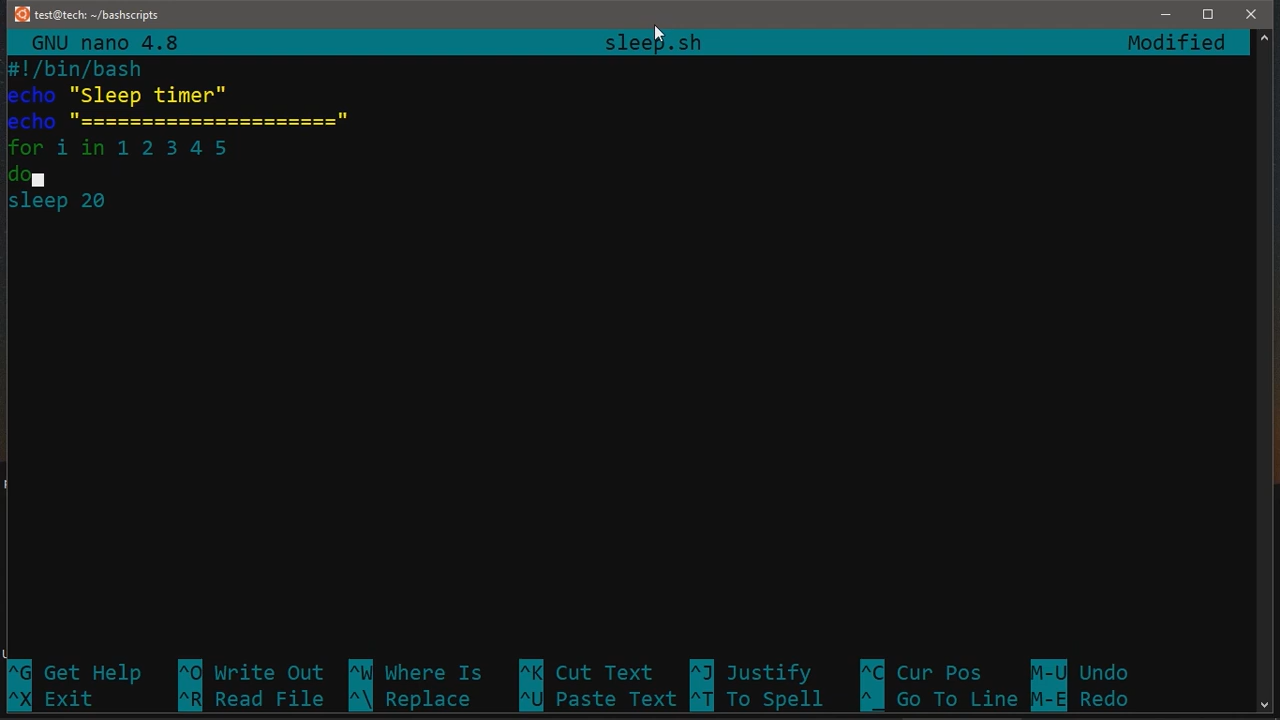 test@tech: ~/bashscripts
GNU nano 4.8 sleep.sh Modified
#!/bin/bash
echo "Sleep timer"
echo "====================="
for i in 1 2 3 4 5
do
sleep 20
^G Get Help ^O Write Out ^W Where Is ^K Cut Text ^J Justify ^C Cur Pos M-U Undo
^X Exit ^R Read File ^\ Replace ^U Paste Text ^T To Spell ^_ Go To Line M-E Redo